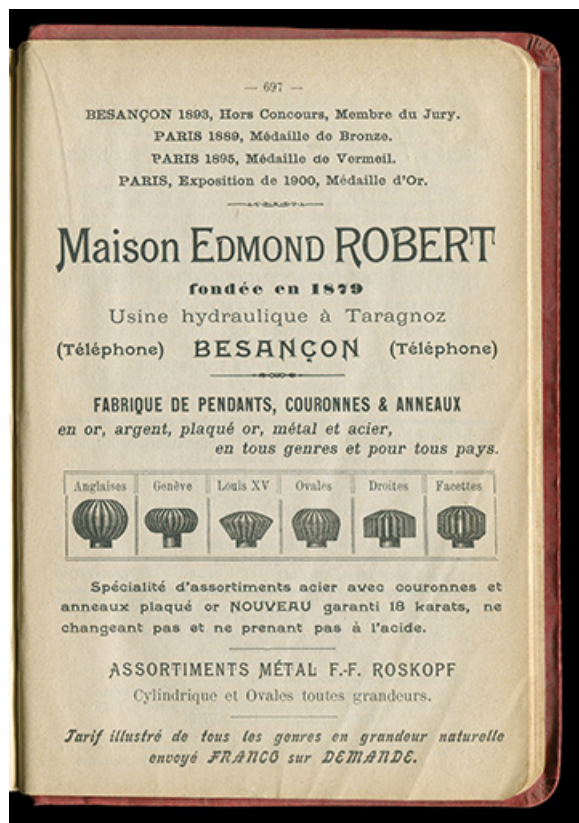 — 697 —
BESANÇON 1893, Hors Concours, Membre du Jury.
PARIS 1889, Médaille de Bronze.
PARIS 1895, Médaille de Vermeil.
PARIS, Exposition de 1900, Médaille d'Or.
Maison EDMOND ROBERT
fondée en 1879
Usine hydraulique à Taragnoz
(Téléphone) BESANÇON (Téléphone)
FABRIQUE DE PENDANTS, COURONNES & ANNEAUX
en or, argent, plaqué or, métal et acier,
en tous genres et pour tous pays.
Anglaises Genève Louis XV Ovales Droites Facettes
Spécialité d'assortiments acier avec couronnes et
anneaux plaqué or NOUVEAU garanti 18 karats, ne
changeant pas et ne prenant pas à l'acide.
ASSORTIMENTS MÉTAL F.-F. ROSKOPF
Cylindrique et Ovales toutes grandeurs.
Tarif illustré de tous les genres en grandeur naturelle
envoyé FRANCO sur DEMANDE.